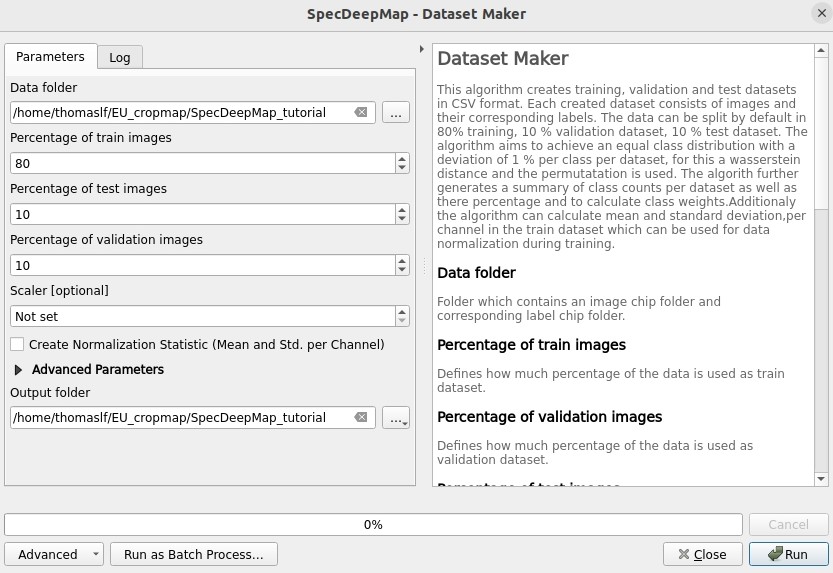 SpecDeepMap - Dataset Maker
Parameters
Log
Data folder
/home/thomaslf/EU_cropmap/SpecDeepMap_tutorial
...
Percentage of train images
80
Percentage of test images
10
Percentage of validation images
10
Scaler [optional]
Not set
Create Normalization Statistic (Mean and Std. per Channel)
Advanced Parameters
Output folder
/home/thomaslf/EU_cropmap/SpecDeepMap_tutorial
...
Dataset Maker
This algorithm creates training, validation and test datasets
in CSV format. Each created dataset consists of images and
their corresponding labels. The data can be split by default in
80% training, 10 % validation dataset, 10 % test dataset. The
algorithm aims to achieve an equal class distribution with a
deviation of 1 % per class per dataset, for this a wasserstein
distance and the permutatation is used. The algorith further
generates a summary of class counts per dataset as well as
there percentage and to calculate class weights.Additionaly
the algorithm can calculate mean and standard deviation,per
channel in the train dataset which can be used for data
normalization during training.
Data folder
Folder which contains an image chip folder and
corresponding label chip folder.
Percentage of train images
Defines how much percentage of the data is used as train
dataset.
Percentage of validation images
Defines how much percentage of the data is used as
validation dataset.
Percentage of test images
0%
Cancel
Advanced
Run as Batch Process...
Close
Run